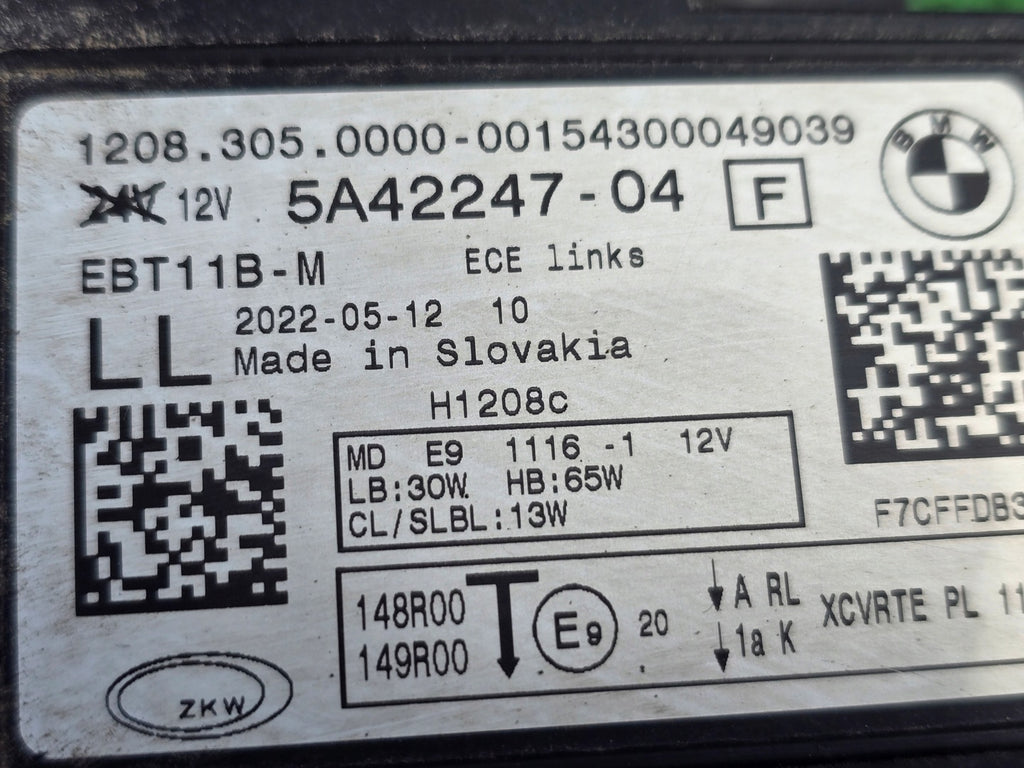 1208.305.0000-00154300049039
24V 12V 5A42247-04 F
BMW
EBT11B-M ECE links
LL 2022-05-12 10
Made in Slovakia
H1208c
MD E9 1116 -1 12V
LB:30W HB:65W
CL/SLBL:13W
F7CFFDB3
148R00
149R00
E9 20
A RL
1a K
XCVRTE PL 11
ZKW